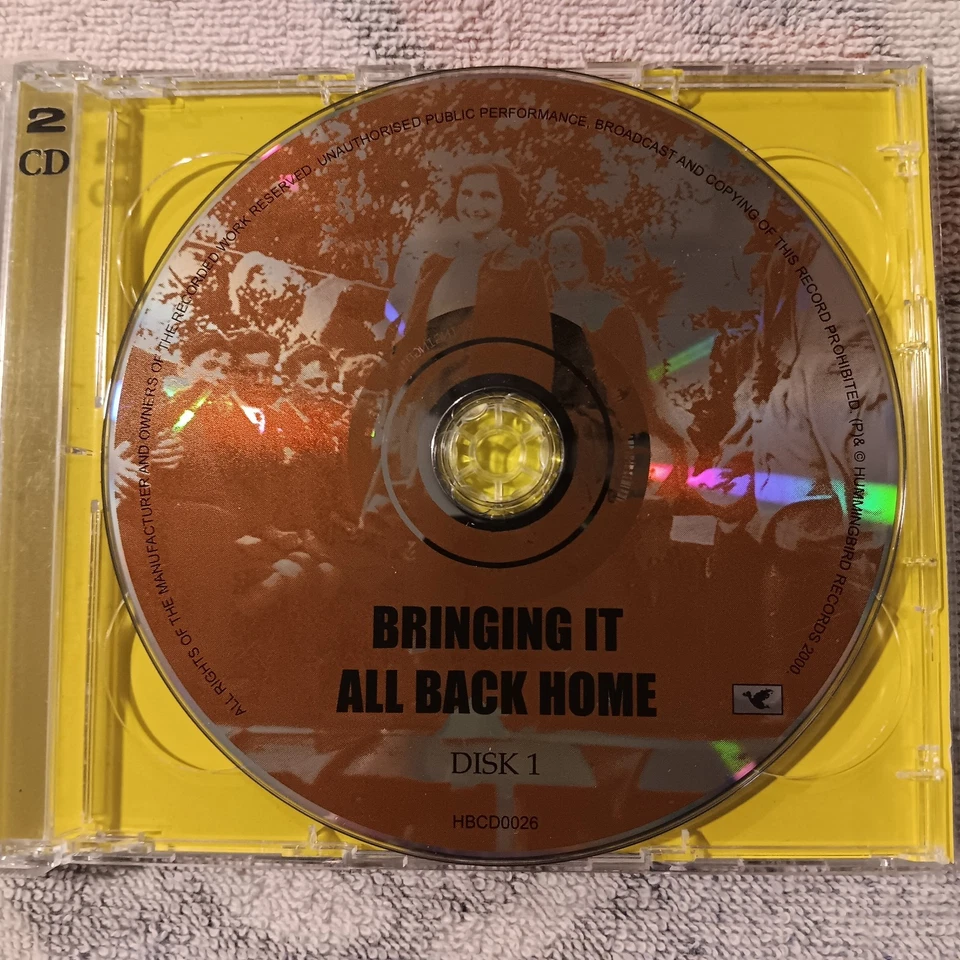 2
CD
ALL RIGHTS OF THE MANUFACTURER AND OWNERS OF THE RECORDED WORK RESERVED. UNAUTHORISED PUBLIC PERFORMANCE, BROADCAST AND COPYING OF THIS RECORD PROHIBITED. (P) & © HUMMINGBIRD RECORDS 2000.
BRINGING IT
ALL BACK HOME
DISK 1
HBCD0026